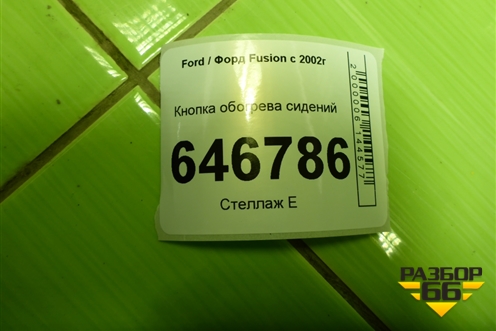 Ford / Форд Fusion с 2002г
Кнопка обогрева сидений
646786
Стеллаж Е
2000006144577
РАЗБОР
66